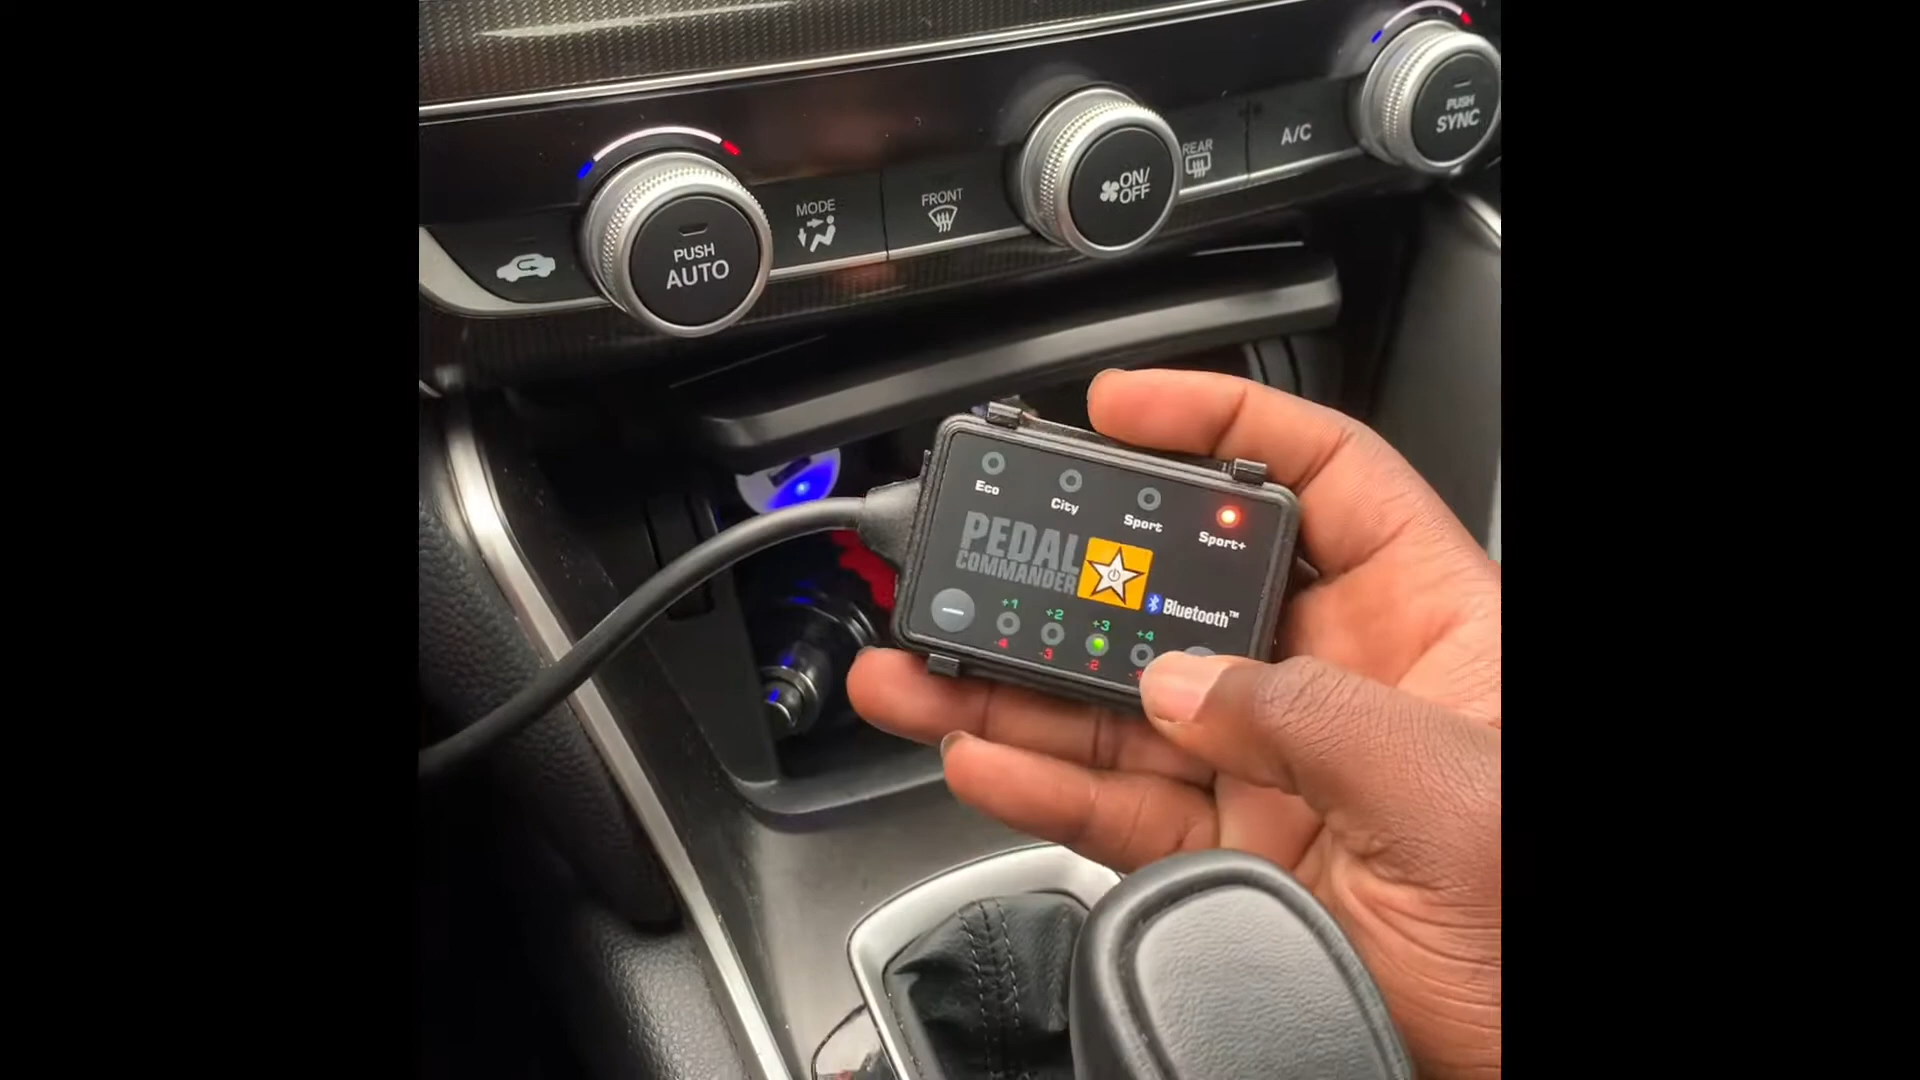 PUSH
SYNC
A/C
REAR
ON/
OFF
FRONT
MODE
PUSH
AUTO
Eco
City
Sport
Sport+
PEDAL
COMMANDER
Bluetooth™
+1
+2
+3
+4
-4
-3
-2